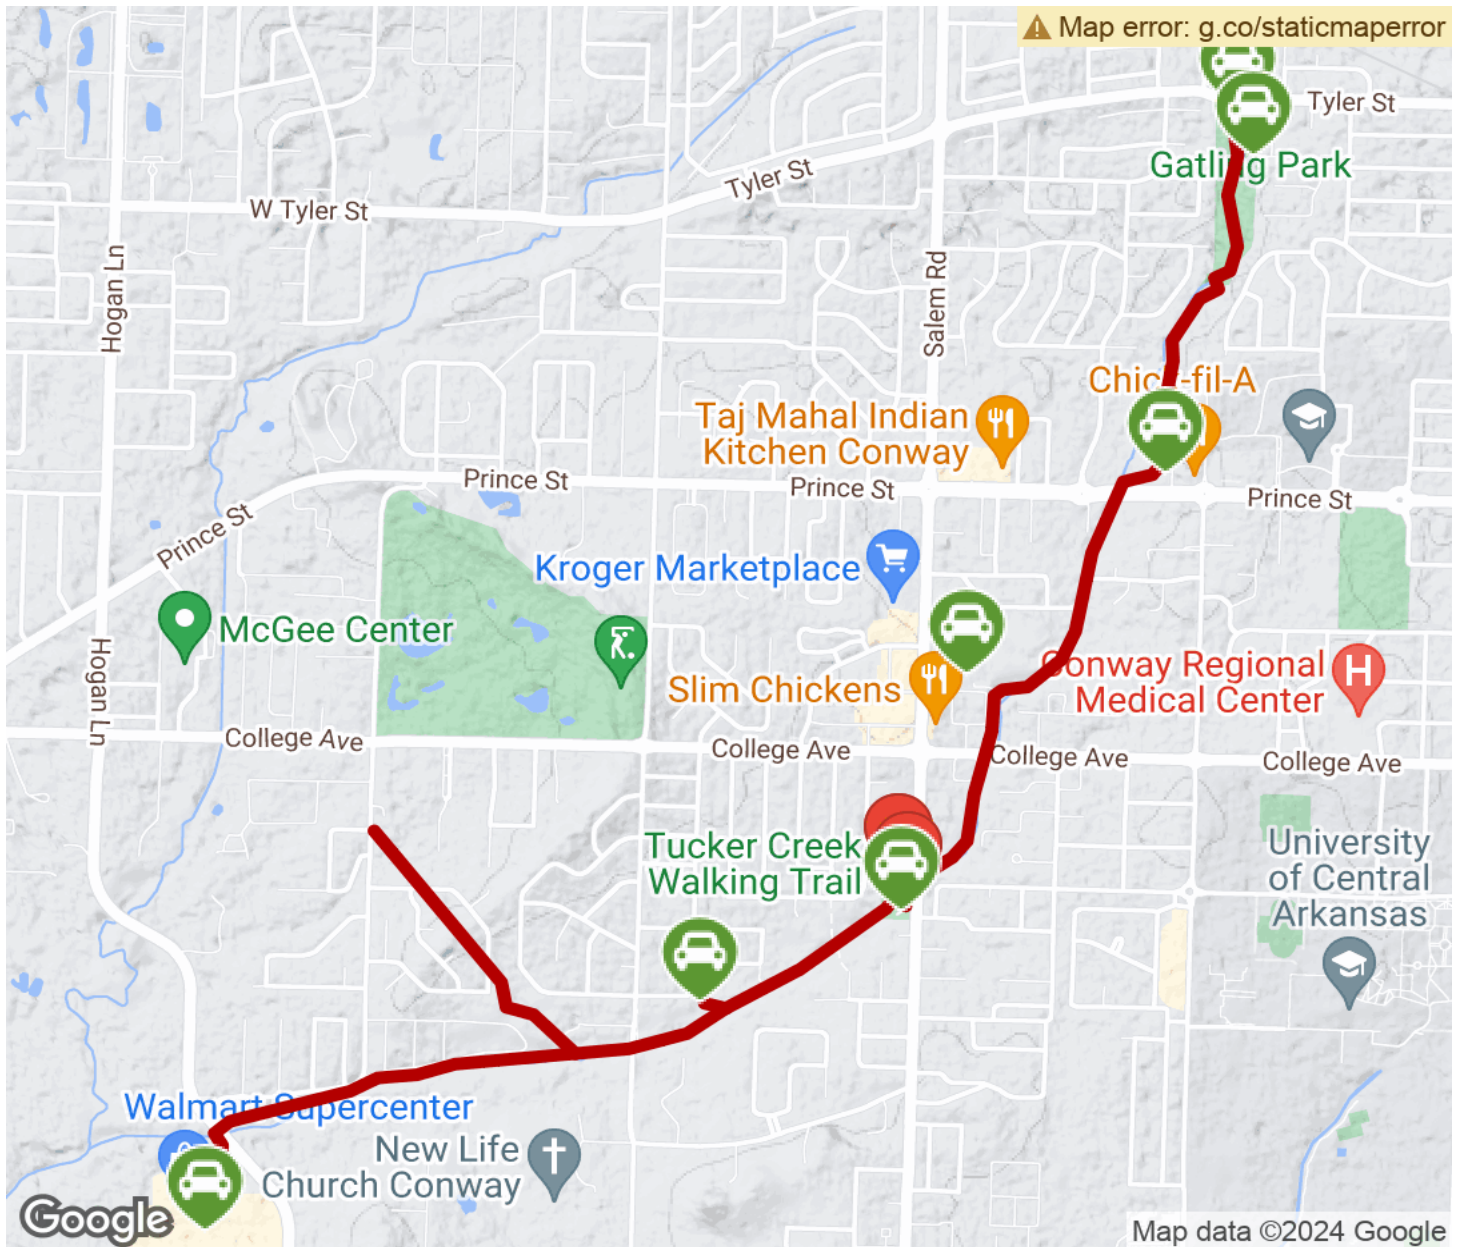 Map error: g.co/staticmaperror
Tyler St
Gatling Park
Tyler St
W Tyler St
Hogan Ln
Salem Rd
Chick-fil-A
Taj Mahal Indian
Kitchen Conway
Prince St
Prince St
Prince St
Prince St
Kroger Marketplace
McGee Center
Hogan Ln
Slim Chickens
Conway Regional
Medical Center
H
College Ave
College Ave
College Ave
College Ave
Tucker Creek
Walking Trail
University
of Central
Arkansas
Walmart Supercenter
New Life
Church Conway
Google
Map data ©2024 Google